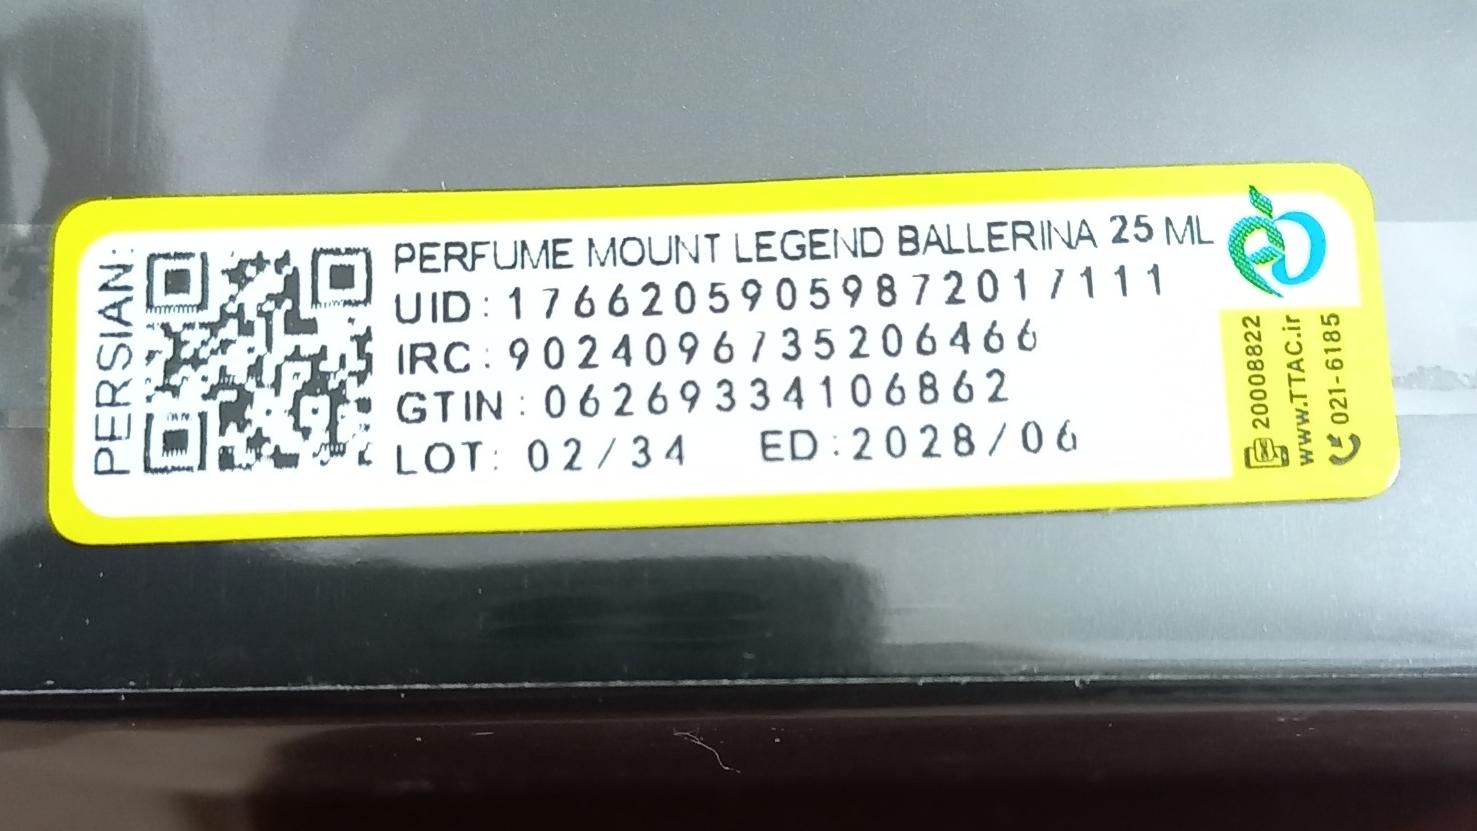 PERSIAN:
PERFUME MOUNT LEGEND BALLERINA 25 ML
UID: 17662059059872017111
IRC: 9024096735206466
GTIN: 06269334106862
LOT: 02/34 ED:2028/06
20008822
www.TTAC.ir
021-6185